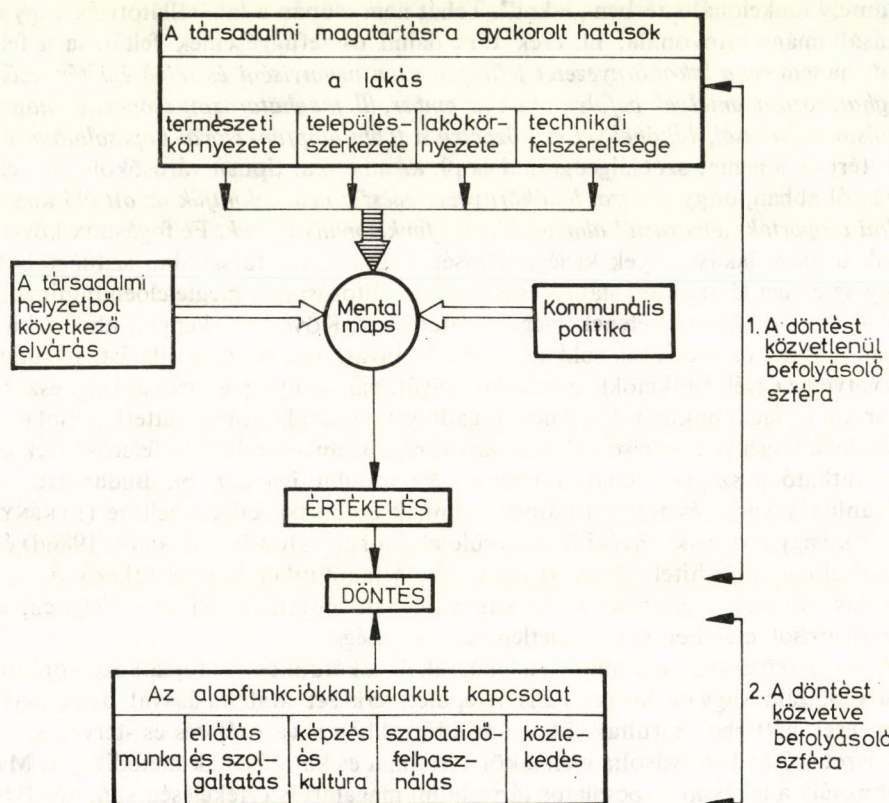 A társadalmi magatartásra gyakorolt hatások
a lakás
természeti környezete
település-szerkezete
lakókör-nyezete
technikai felszereltsége
A társadalmi
helyzetből
következő
elvárás
Mental
maps
Kommunális
politika
1. A döntést
közvetlenül
befolyásoló
szféra
ÉRTÉKELÉS
DÖNTÉS
Az alapfunkciókkal kialakult kapcsolat
munka
ellátás
és szol-
gáltatás
képzés
és
kultúra
szabadidő-
felhasz-
nálás
közle-
kedés
2. A döntést
közvetve
befolyásoló
szféra